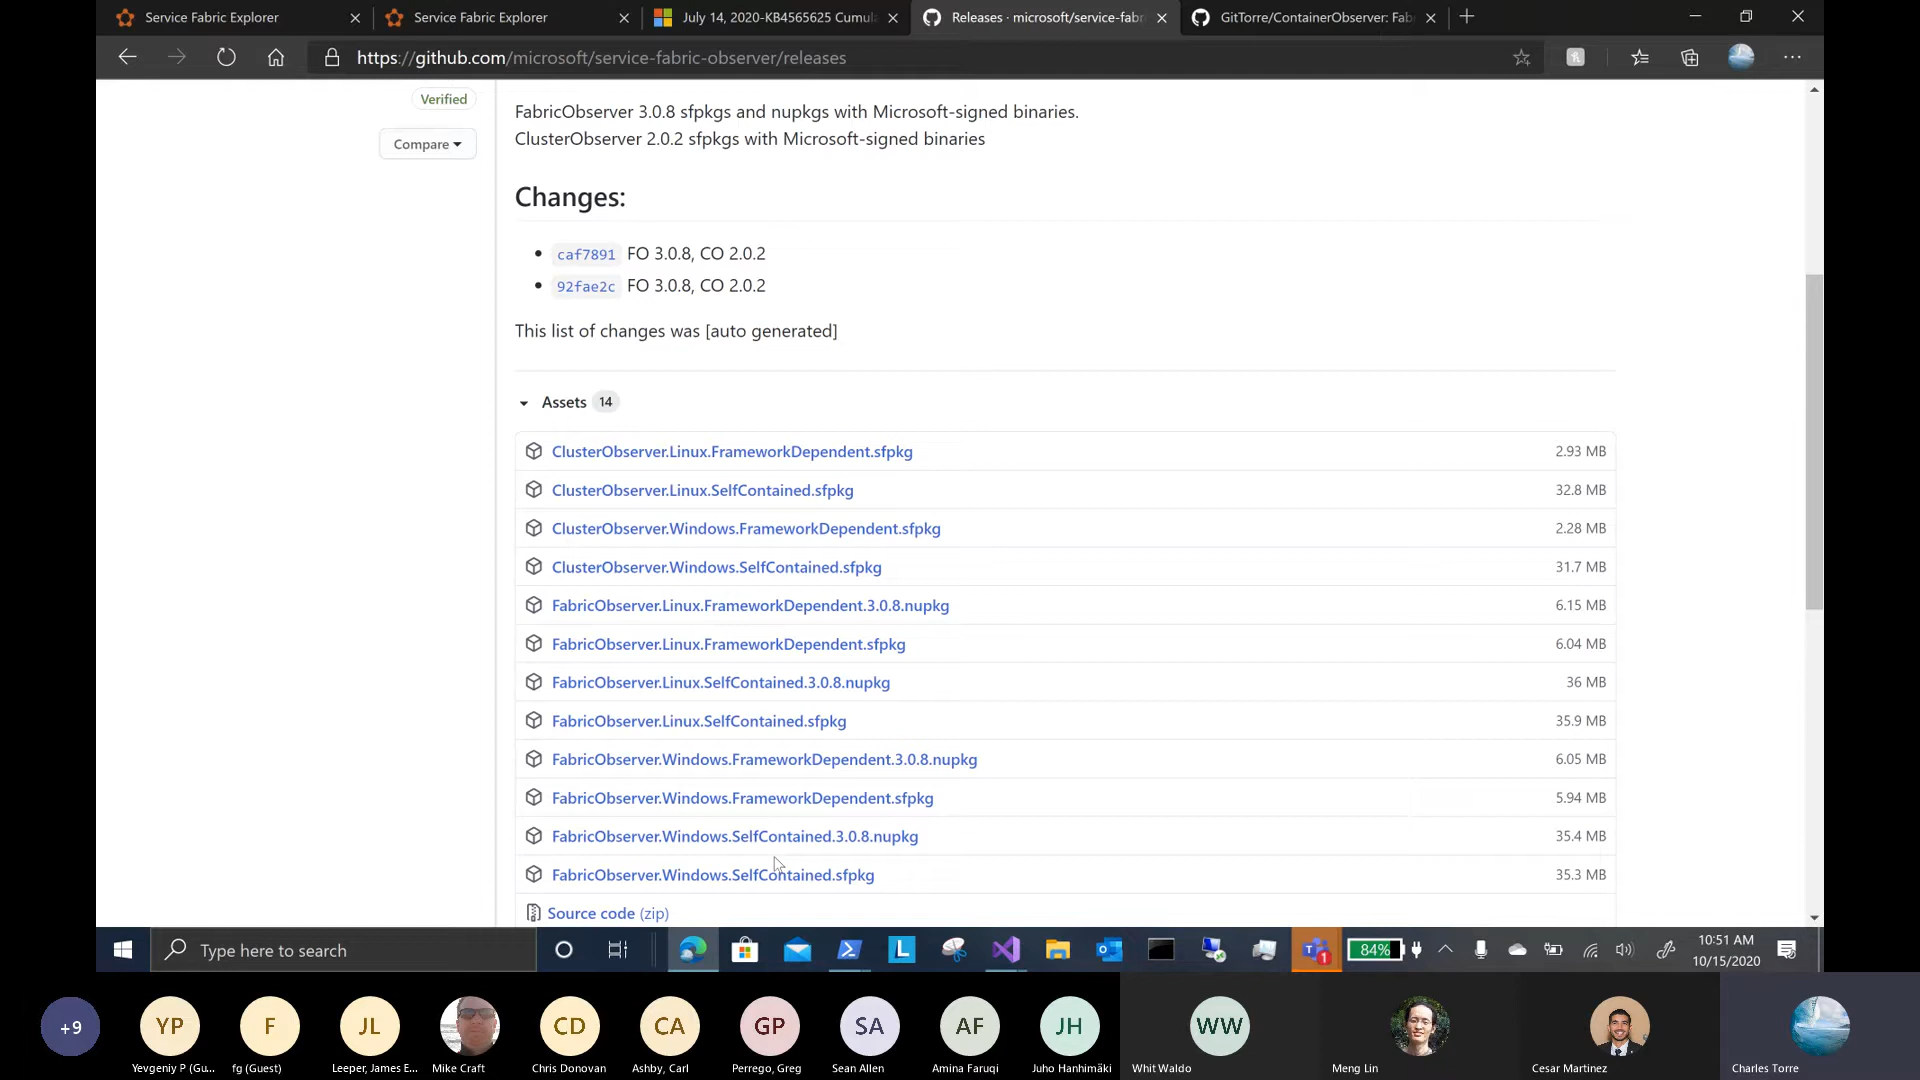 Service Fabric Explorer
Service Fabric Explorer
July 14, 2020-KB4565625 Cumul
Releases · microsoft/service-fabr
GitTorre/ContainerObserver: Fab
https://github.com/microsoft/service-fabric-observer/releases
Verified
Compare
FabricObserver 3.0.8 sfpkgs and nupkgs with Microsoft-signed binaries.
ClusterObserver 2.0.2 sfpkgs with Microsoft-signed binaries
Changes:
caf7891 FO 3.0.8, CO 2.0.2
92fae2c FO 3.0.8, CO 2.0.2
This list of changes was [auto generated]
Assets 14
ClusterObserver.Linux.FrameworkDependent.sfpkg 2.93 MB
ClusterObserver.Linux.SelfContained.sfpkg 32.8 MB
ClusterObserver.Windows.FrameworkDependent.sfpkg 2.28 MB
ClusterObserver.Windows.SelfContained.sfpkg 31.7 MB
FabricObserver.Linux.FrameworkDependent.3.0.8.nupkg 6.15 MB
FabricObserver.Linux.FrameworkDependent.sfpkg 6.04 MB
FabricObserver.Linux.SelfContained.3.0.8.nupkg 36 MB
FabricObserver.Linux.SelfContained.sfpkg 35.9 MB
FabricObserver.Windows.FrameworkDependent.3.0.8.nupkg 6.05 MB
FabricObserver.Windows.FrameworkDependent.sfpkg 5.94 MB
FabricObserver.Windows.SelfContained.3.0.8.nupkg 35.4 MB
FabricObserver.Windows.SelfContained.sfpkg 35.3 MB
Source code (zip)
Type here to search
L
1
84%
10:51 AM
10/15/2020
+9
YP
F
JL
CD
CA
GP
SA
AF
JH
WW
Yevgeniy P (Gu...
fg (Guest)
Leeper, James E...
Mike Craft
Chris Donovan
Ashby, Carl
Perrego, Greg
Sean Allen
Amina Faruqi
Juho Hanhimäki
Whit Waldo
Meng Lin
Cesar Martinez
Charles Torre